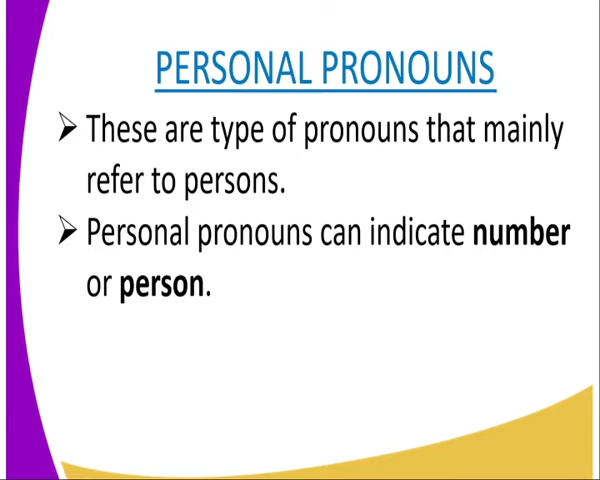 PERSONAL PRONOUNS
➢ These are type of pronouns that mainly
refer to persons.
➢ Personal pronouns can indicate number
or person.